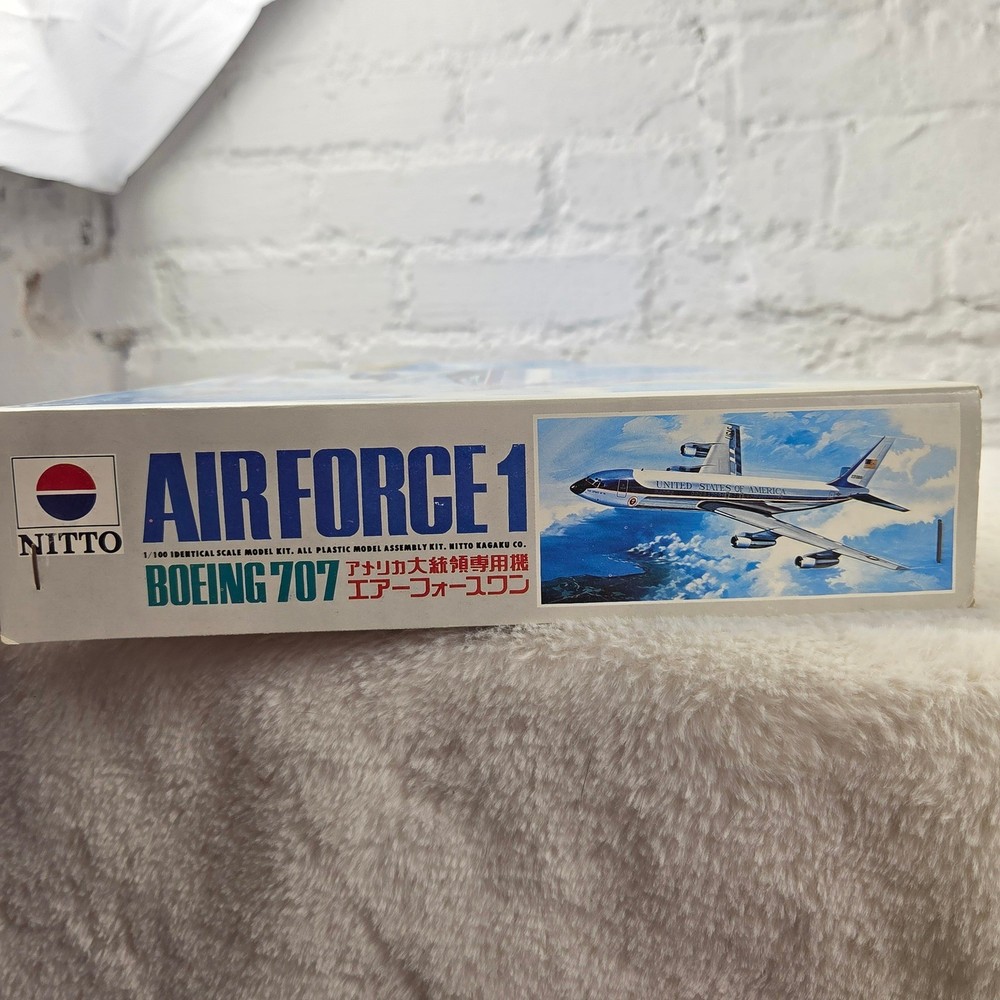 NITTO
AIR FORCE 1
1/100 IDENTICAL SCALE MODEL KIT. ALL PLASTIC MODEL ASSEMBLY KIT. NITTO KAGAKU CO.
BOEING 707
アメリカ大統領専用機
エアーフォースワン
UNITED STATES OF AMERICA